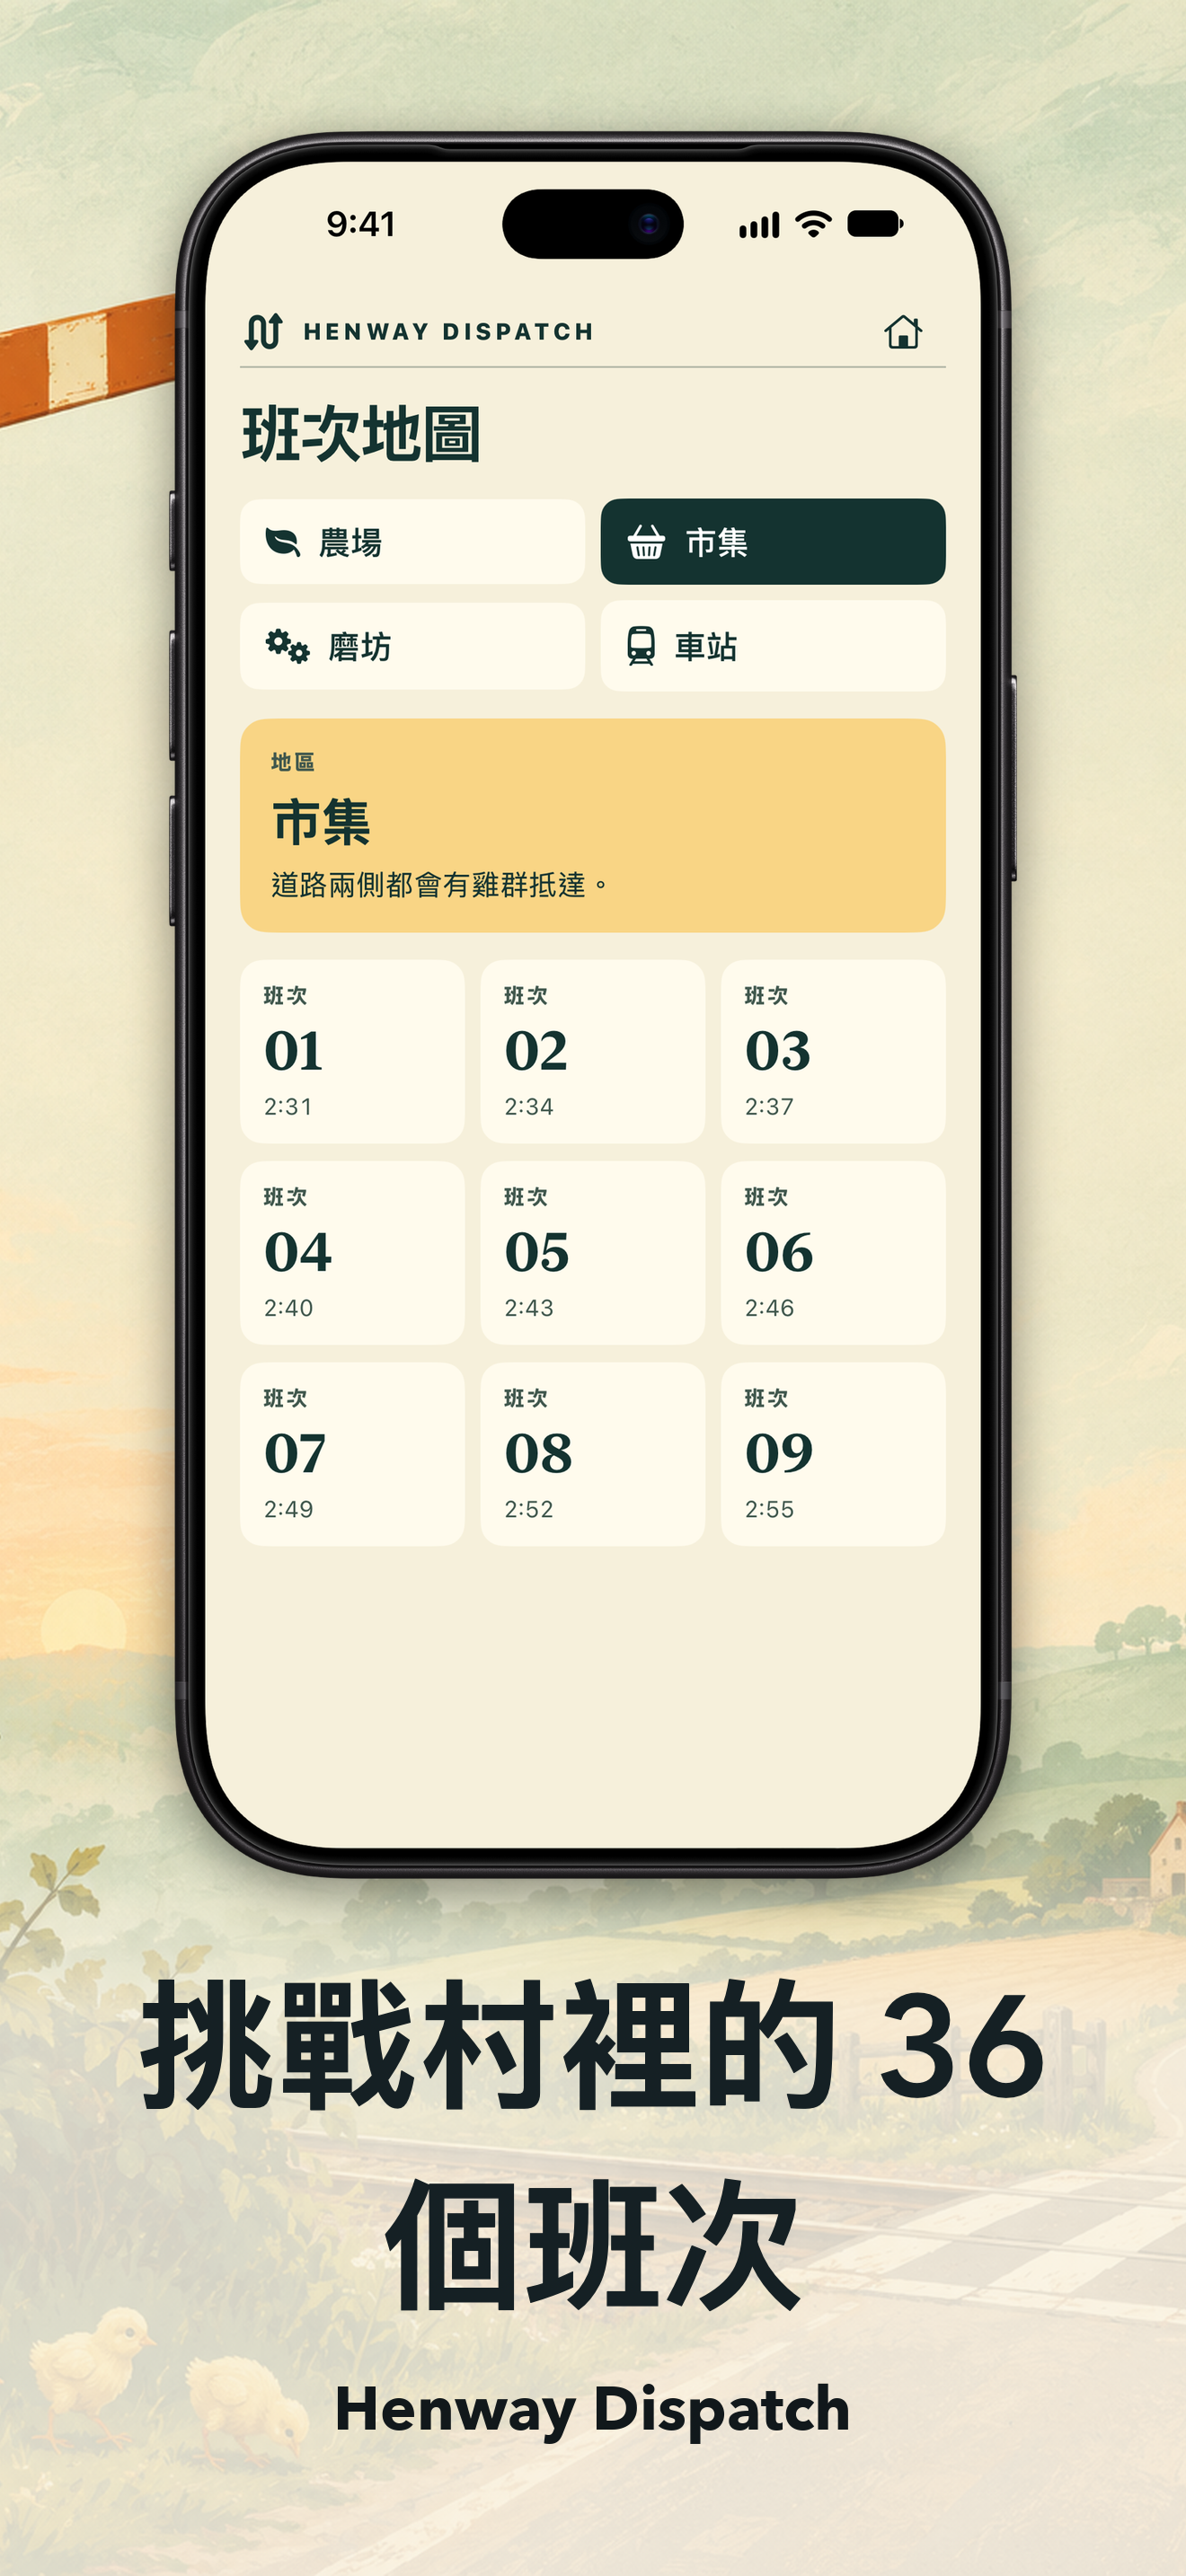 9:41
HENWAY DISPATCH
班次地圖
農場
市集
磨坊
車站
地區
市集
道路兩側都會有雞群抵達。
班次
01
2:31
班次
02
2:34
班次
03
2:37
班次
04
2:40
班次
05
2:43
班次
06
2:46
班次
07
2:49
班次
08
2:52
班次
09
2:55
挑戰村裡的 36
個班次
Henway Dispatch